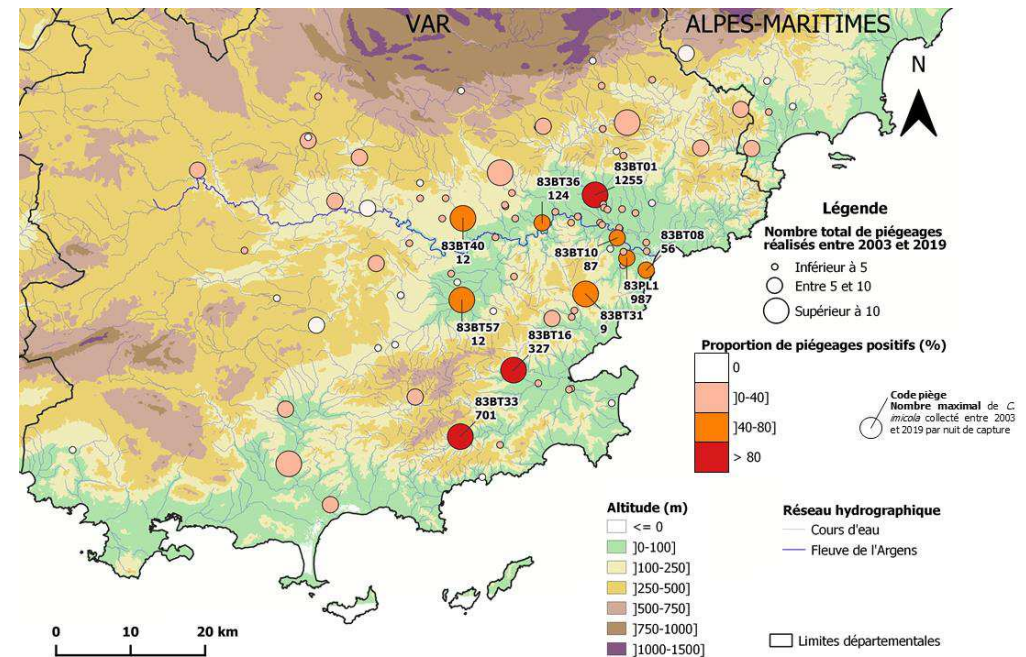 VAR
ALPES-MARITIMES
N
83BT01
1255
83BT36
124
83BT08
56
83BT40
12
83BT10
87
83PL1
987
83BT31
9
83BT57
12
83BT16
327
83BT33
701
Légende
Nombre total de piégeages
réalisés entre 2003 et 2019
Inférieur à 5
Entre 5 et 10
Supérieur à 10
Proportion de piégeages positifs (%)
0
]0-40]
]40-80]
> 80
Code piège
Nombre maximal de C.
imicola collecté entre 2003
et 2019 par nuit de capture
Altitude (m)
<= 0
]0-100]
]100-250]
]250-500]
]500-750]
]750-1000]
]1000-1500]
Réseau hydrographique
Cours d'eau
Fleuve de l'Argens
Limites départementales
0 10 20 km